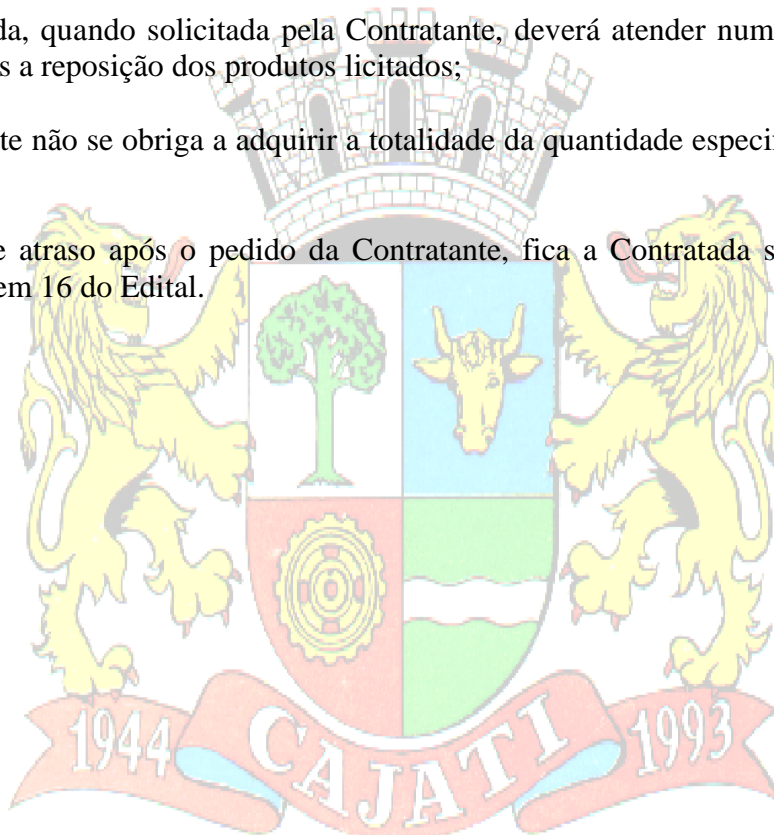 da, quando solicitada pela Contratante, deverá atender num
s a reposição dos produtos licitados;
te não se obriga a adquirir a totalidade da quantidade especi
e atraso após o pedido da Contratante, fica a Contratada s
em 16 do Edital.
1944 CAJATI 1993